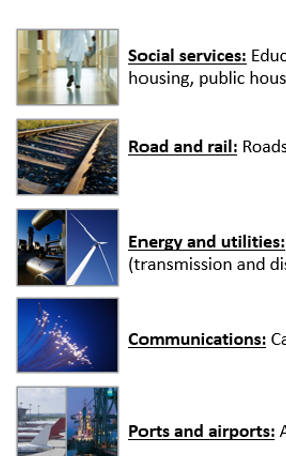 Social services: Educ
housing, public hous
Road and rail: Roads
Energy and utilities:
(transmission and dis
Communications: Ca
Ports and airports: A